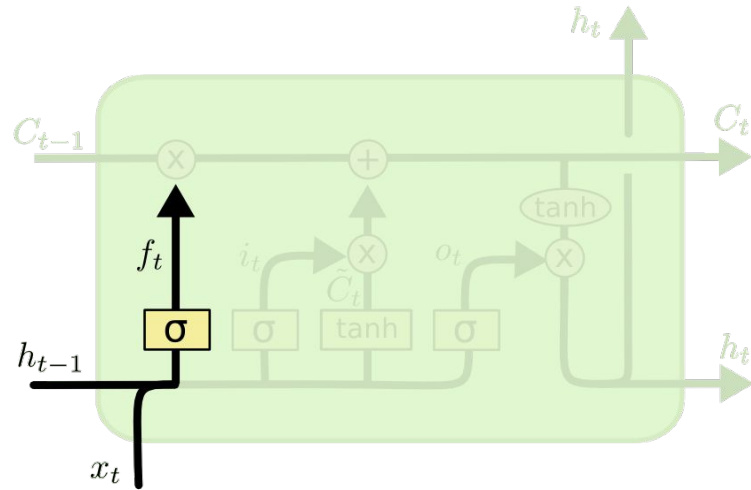 h_t
C_{t-1} × + C_t
tanh
f_t i_t × o_t ×
C̃_t
σ σ tanh σ
h_{t-1} h_t
x_t